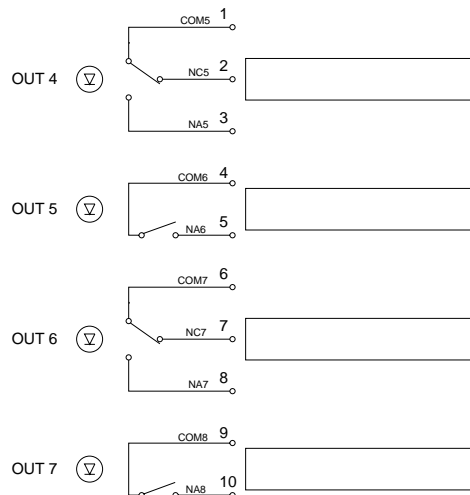 COM5 1
OUT 4 NC5 2
NA5 3
COM6 4
OUT 5 NA6 5
COM7 6
OUT 6 NC7 7
NA7 8
COM8 9
OUT 7 NA8 10